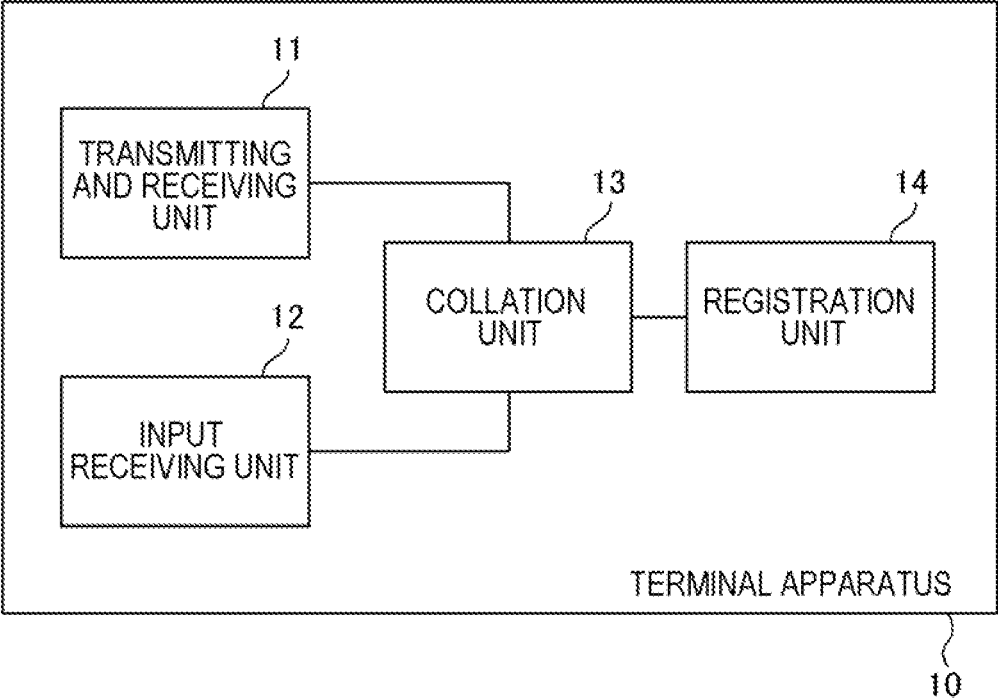 11
TRANSMITTING
AND RECEIVING
UNIT
12
INPUT
RECEIVING UNIT
13
COLLATION
UNIT
14
REGISTRATION
UNIT
TERMINAL APPARATUS
10